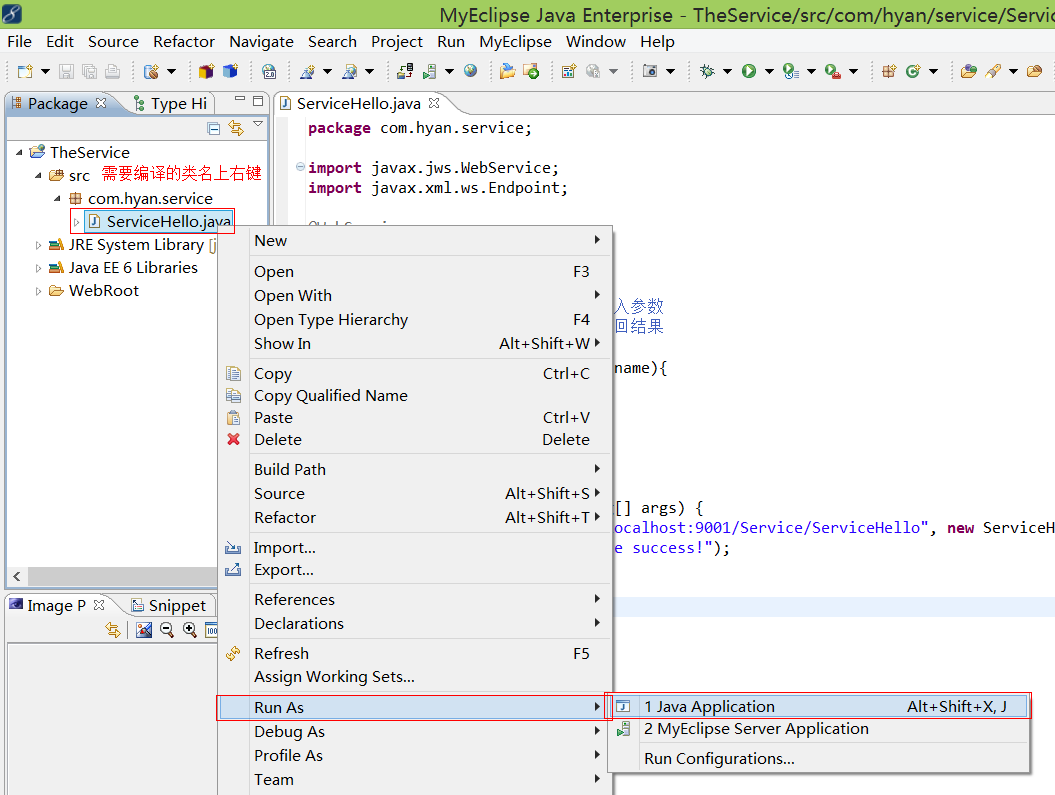 MyEclipse Java Enterprise - TheService/src/com/hyan/service/Servic
File Edit Source Refactor Navigate Search Project Run MyEclipse Window Help
Package Type Hi
TheService
src 需要编译的类名上右键
com.hyan.service
ServiceHello.java
JRE System Library [j
Java EE 6 Libraries
WebRoot
Image P Snippet
ServiceHello.java
package com.hyan.service;
import javax.jws.WebService;
import javax.xml.ws.Endpoint;
入参数
回结果
name){
[] args) {
ocalhost:9001/Service/ServiceHello", new ServiceH
e success!");
New
Open F3
Open With
Open Type Hierarchy F4
Show In Alt+Shift+W
Copy Ctrl+C
Copy Qualified Name
Paste Ctrl+V
Delete Delete
Build Path
Source Alt+Shift+S
Refactor Alt+Shift+T
Import...
Export...
References
Declarations
Refresh F5
Assign Working Sets...
Run As
Debug As
Profile As
Team
1 Java Application Alt+Shift+X, J
2 MyEclipse Server Application
Run Configurations...